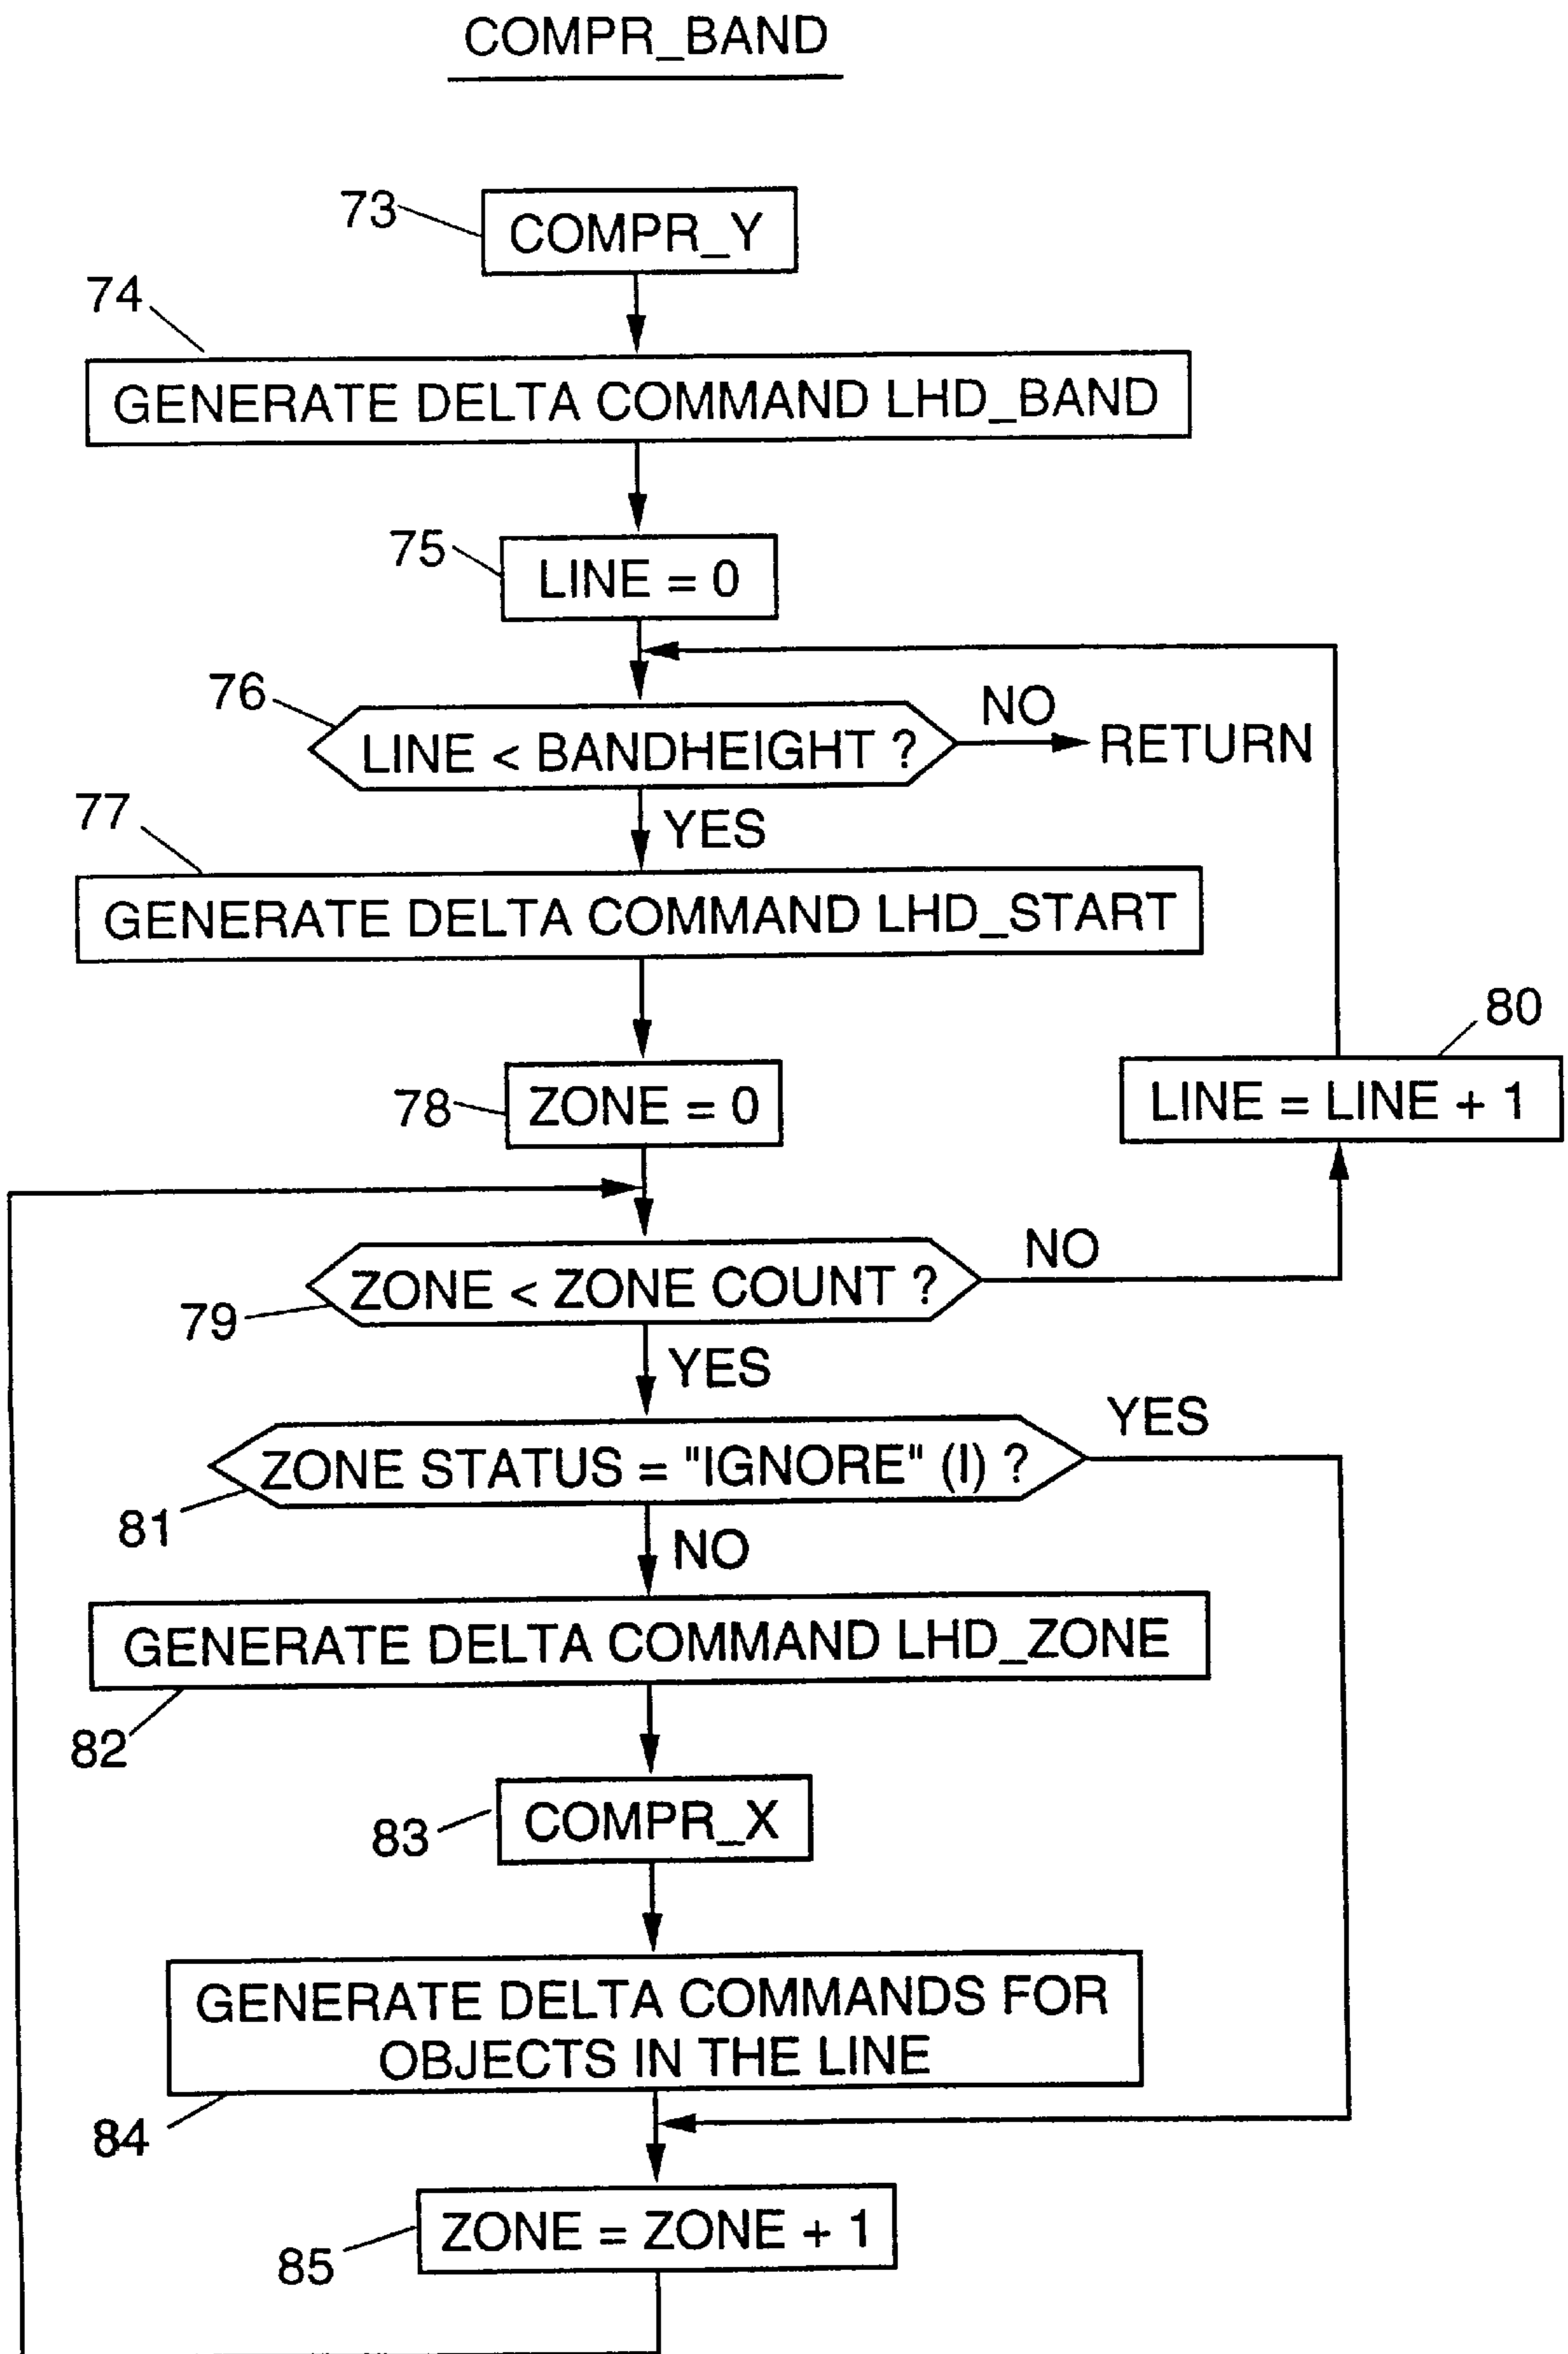 COMPR_BAND
73
COMPR_Y
74
GENERATE DELTA COMMAND LHD_BAND
75
LINE = 0
76
LINE < BANDHEIGHT ?
NO
RETURN
YES
77
GENERATE DELTA COMMAND LHD_START
80
LINE = LINE + 1
78
ZONE = 0
79
ZONE < ZONE COUNT ?
NO
YES
81
ZONE STATUS = "IGNORE" (I) ?
YES
NO
82
GENERATE DELTA COMMAND LHD_ZONE
83
COMPR_X
84
GENERATE DELTA COMMANDS FOR
OBJECTS IN THE LINE
85
ZONE = ZONE + 1